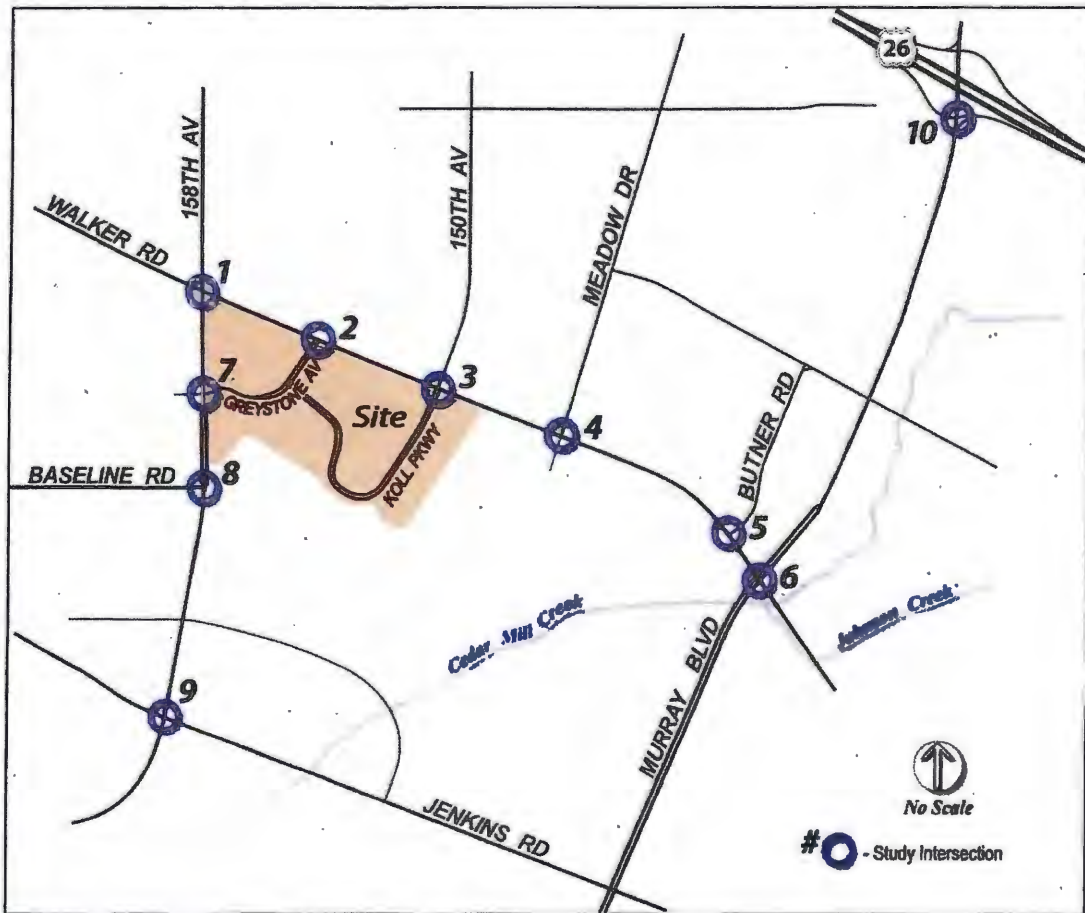 26
10
158TH AV
150TH AV
MEADOW DR
WALKER RD
1
2
3
4
7
GREYSTONE AV
Site
KOLL PKWY
BUTNER RD
BASELINE RD
8
5
6
Cedar Mill Creek
Johnson Creek
MURRAY BLVD
9
JENKINS RD
No Scale
# - Study Intersection